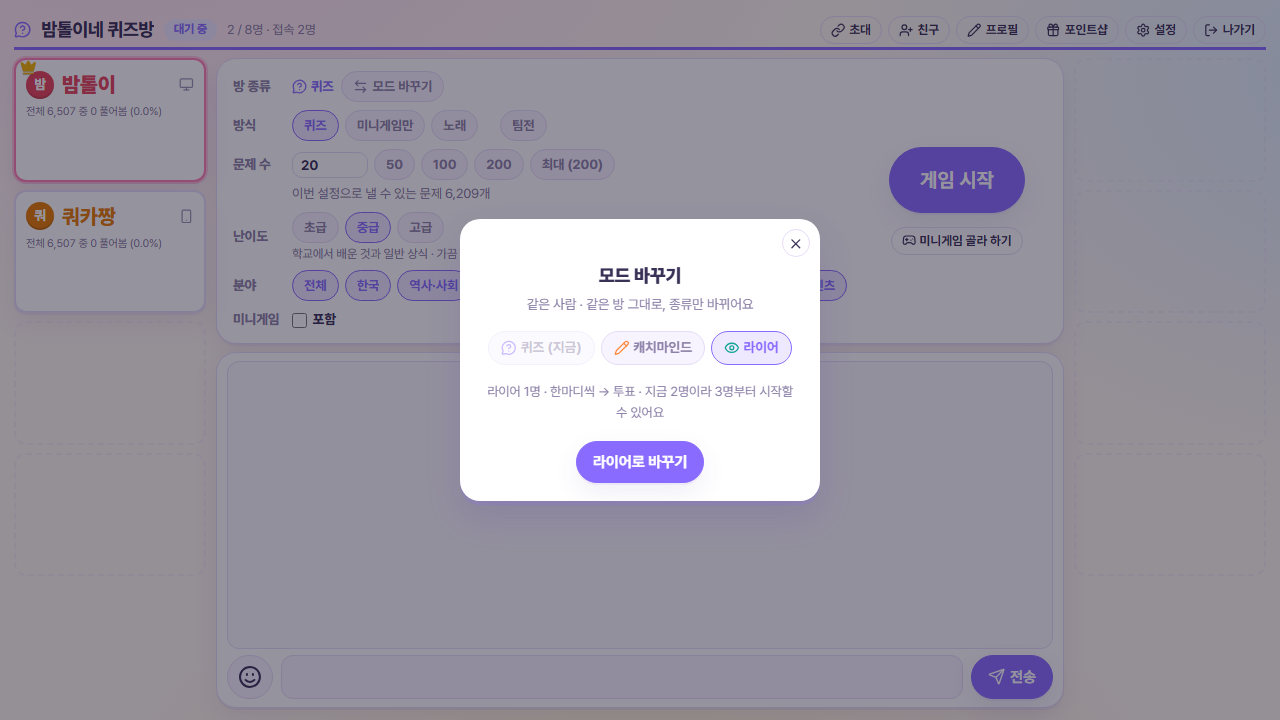 밤톨이네 퀴즈방 대기 중 2 / 8명 · 접속 2명 초대 친구 프로필 포인트샵 설정 나가기
밤 밤톨이
전체 6,507 중 0 풀어봄 (0.0%)
쿼 쿼카짱
전체 6,507 중 0 풀어봄 (0.0%)
방 종류 퀴즈 모드 바꾸기
방식 퀴즈 미니게임만 노래 팀전
문제 수 20 50 100 200 최대 (200)
이번 설정으로 낼 수 있는 문제 6,209개
난이도 초급 중급 고급
학교에서 배운 것과 일반 상식 · 가끔
분야 전체 한국 역사·사회
미니게임 포함
게임 시작
미니게임 골라 하기
모드 바꾸기
같은 사람 · 같은 방 그대로, 종류만 바뀌어요
퀴즈 (지금) 캐치마인드 라이어
라이어 1명 · 한마디씩 → 투표 · 지금 2명이라 3명부터 시작할
수 있어요
라이어로 바꾸기
전송